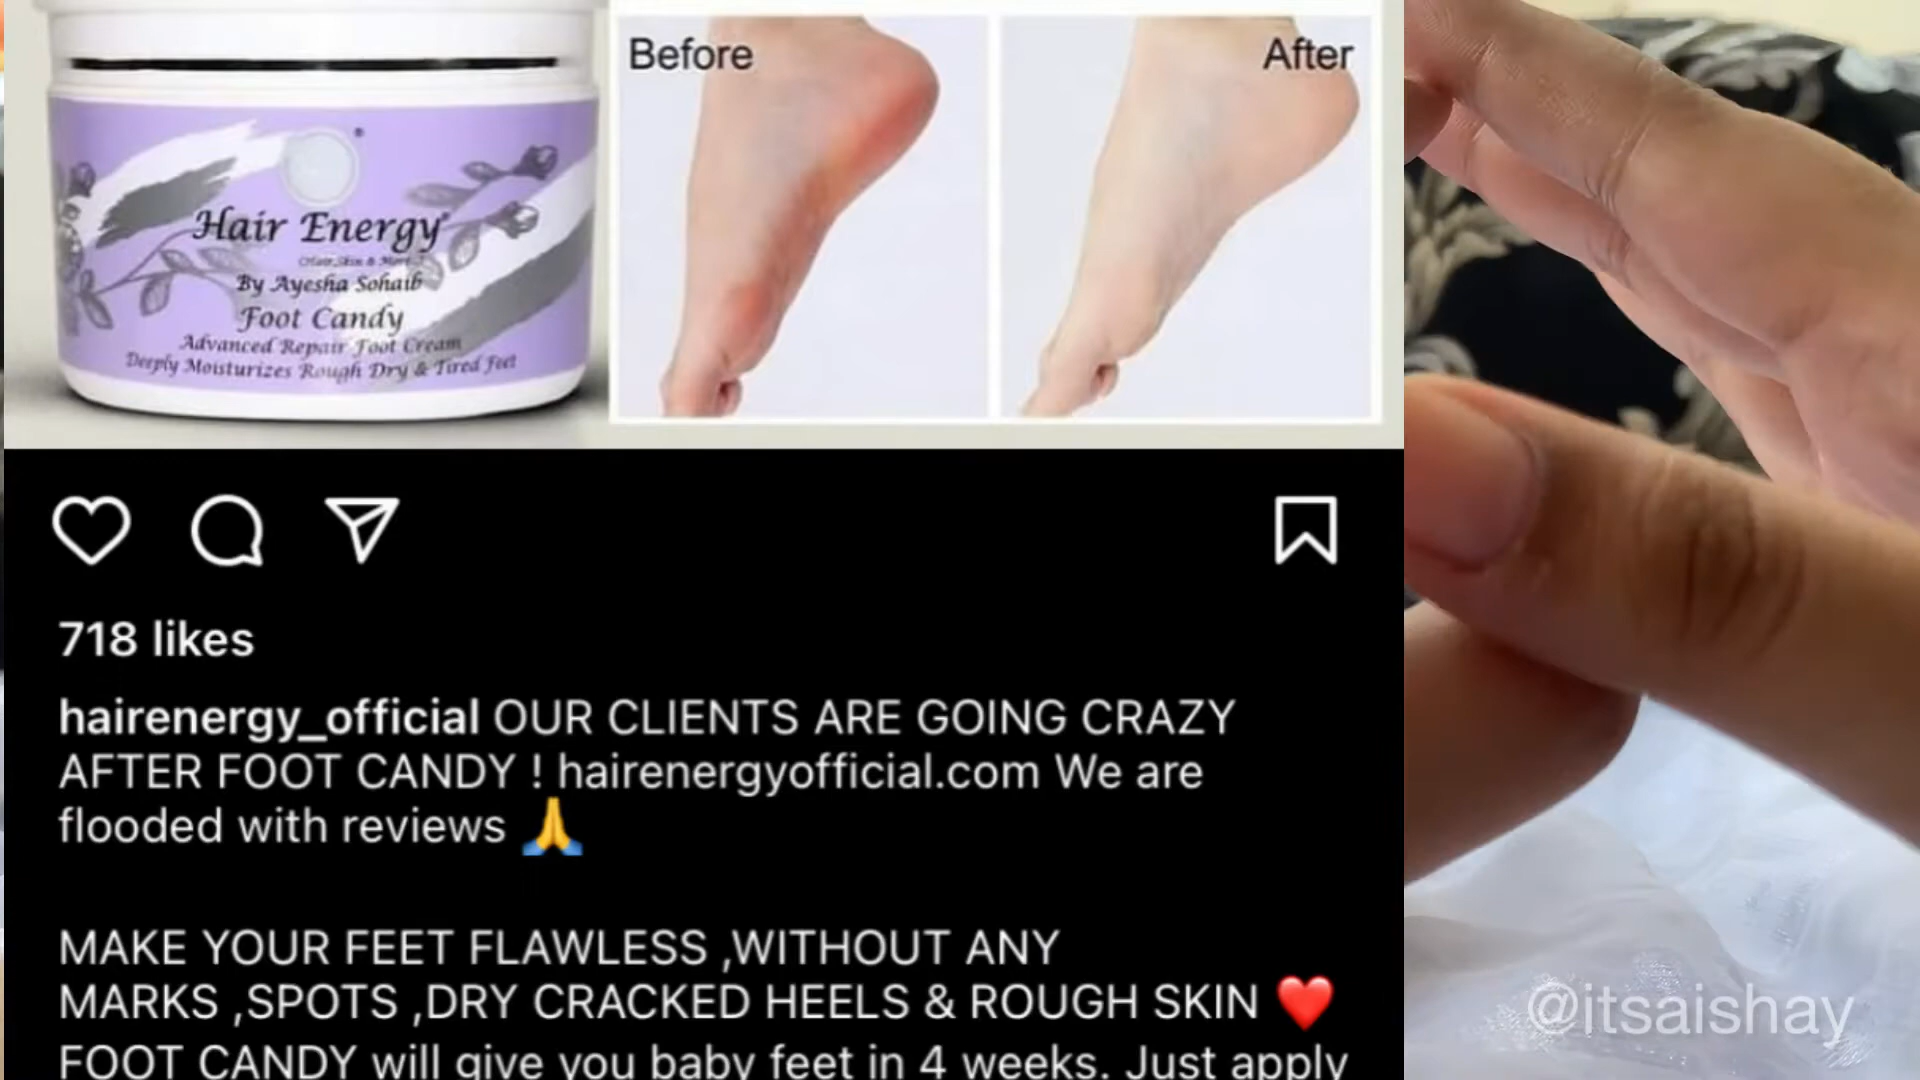 Before
After
Hair Energy®
(Hair, Skin & More..)
By Ayesha Sohaib
Foot Candy
Advanced Repair Foot Cream
Deeply Moisturizes Rough Dry & Tired Feet
718 likes
hairenergy_official OUR CLIENTS ARE GOING CRAZY
AFTER FOOT CANDY ! hairenergyofficial.com We are
flooded with reviews 🙏
MAKE YOUR FEET FLAWLESS ,WITHOUT ANY
MARKS ,SPOTS ,DRY CRACKED HEELS & ROUGH SKIN ❤️
FOOT CANDY will give you baby feet in 4 weeks. Just apply
@itsaishay